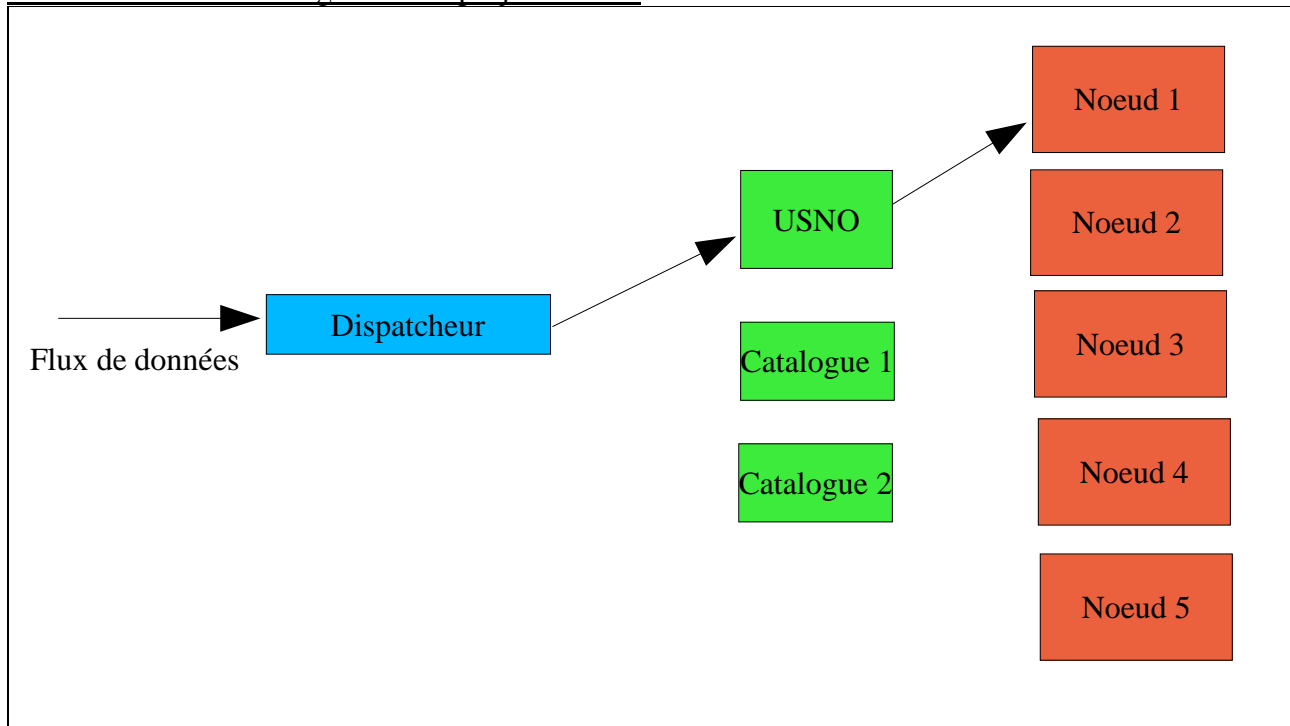 Noeud 1
USNO
Noeud 2
Dispatcheur
Noeud 3
Flux de données
Catalogue 1
Noeud 4
Catalogue 2
Noeud 5